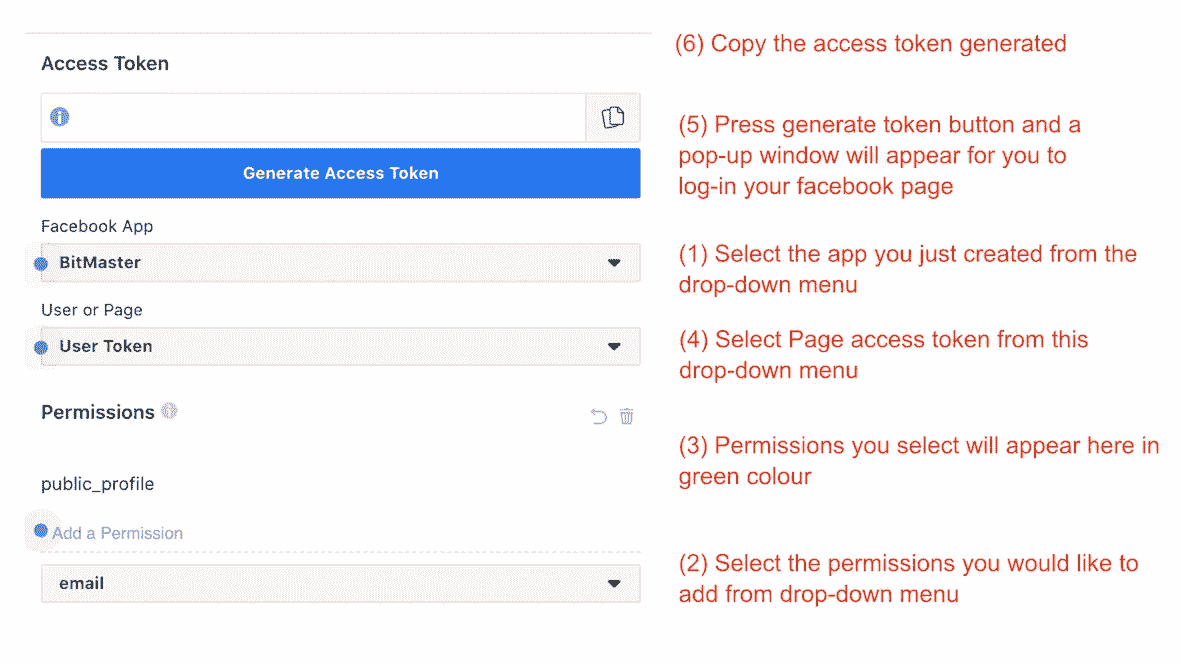 Access Token
Generate Access Token
Facebook App
BitMaster
User or Page
User Token
Permissions
public_profile
Add a Permission
email
(6) Copy the access token generated
(5) Press generate token button and a
pop-up window will appear for you to
log-in your facebook page
(1) Select the app you just created from the
drop-down menu
(4) Select Page access token from this
drop-down menu
(3) Permissions you select will appear here in
green colour
(2) Select the permissions you would like to
add from drop-down menu